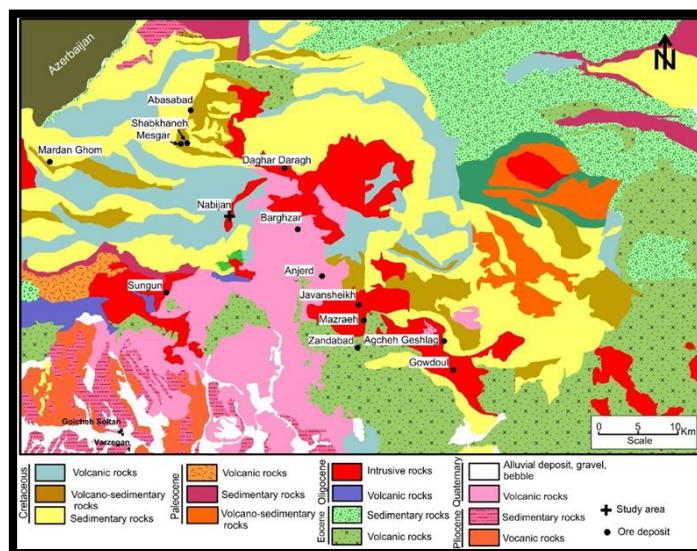 Azerbaijan
N
Abasabad
Shabkhaneh
Mesgar
Mardan Ghom
Daghar Daragh
Nabijan
Barghzar
Anjerd
Sungun
Javansheikh
Mazraeh
Zandabad
Agcheh Geshlag
Gowdoul
Goicheh Soltan
Varzegan
0 5 10
Km
Scale
Cretaceous
Volcanic rocks
Volcano-sedimentary
rocks
Sedimentary rocks
Paleocene
Volcanic rocks
Sedimentary rocks
Volcano-sedimentary
rocks
Oligocene
Intrusive rocks
Volcanic rocks
Eocene
Sedimentary rocks
Volcanic rocks
Quaternary
Alluvial deposit, gravel,
bebble
Volcanic rocks
Pliocene
Sedimentary rocks
Vocanic rocks
Study area
Ore deposit